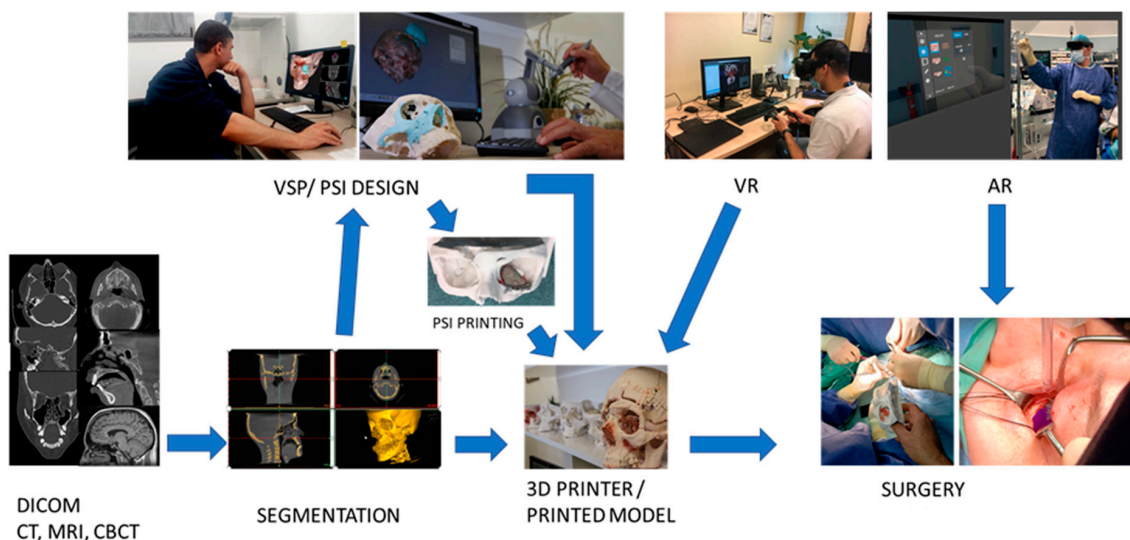 VSP/ PSI DESIGN
VR
AR
PSI PRINTING
DICOM
CT, MRI, CBCT
SEGMENTATION
3D PRINTER /
PRINTED MODEL
SURGERY